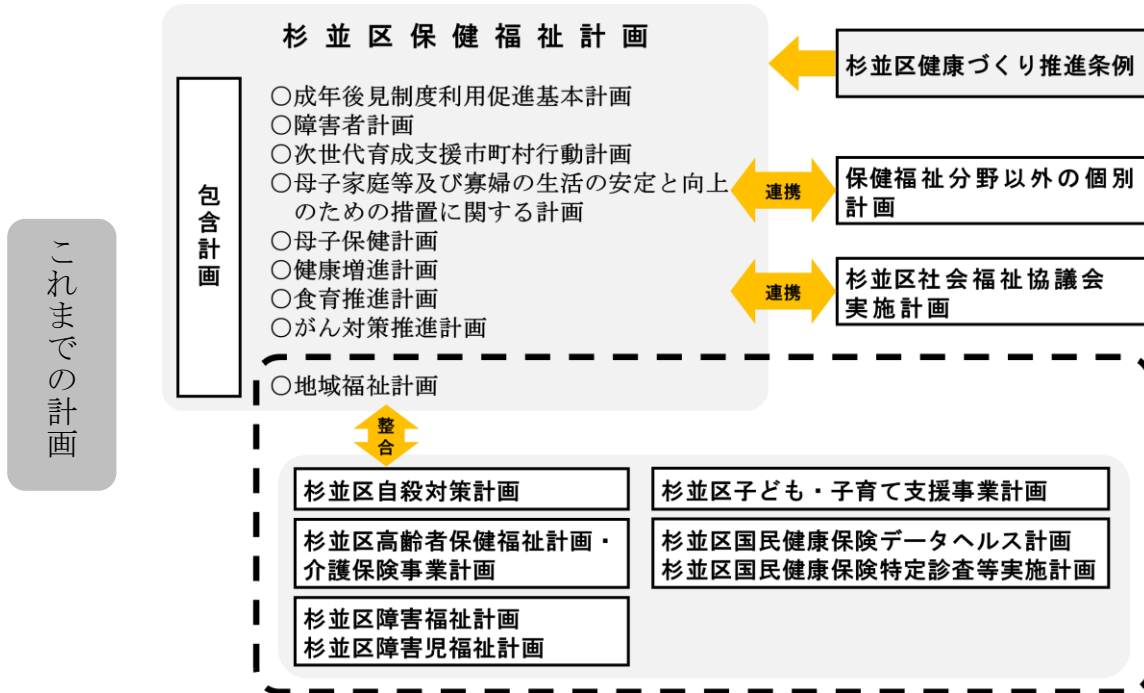 これまでの計画
杉並区保健福祉計画
包含計画
○成年後見制度利用促進基本計画
○障害者計画
○次世代育成支援市町村行動計画
○母子家庭等及び寡婦の生活の安定と向上
のための措置に関する計画
○母子保健計画
○健康増進計画
○食育推進計画
○がん対策推進計画
○地域福祉計画
杉並区健康づくり推進条例
連携
保健福祉分野以外の個別
計画
連携
杉並区社会福祉協議会
実施計画
整
合
杉並区自殺対策計画
杉並区高齢者保健福祉計画・
介護保険事業計画
杉並区障害福祉計画
杉並区障害児福祉計画
杉並区子ども・子育て支援事業計画
杉並区国民健康保険データヘルス計画
杉並区国民健康保険特定診査等実施計画